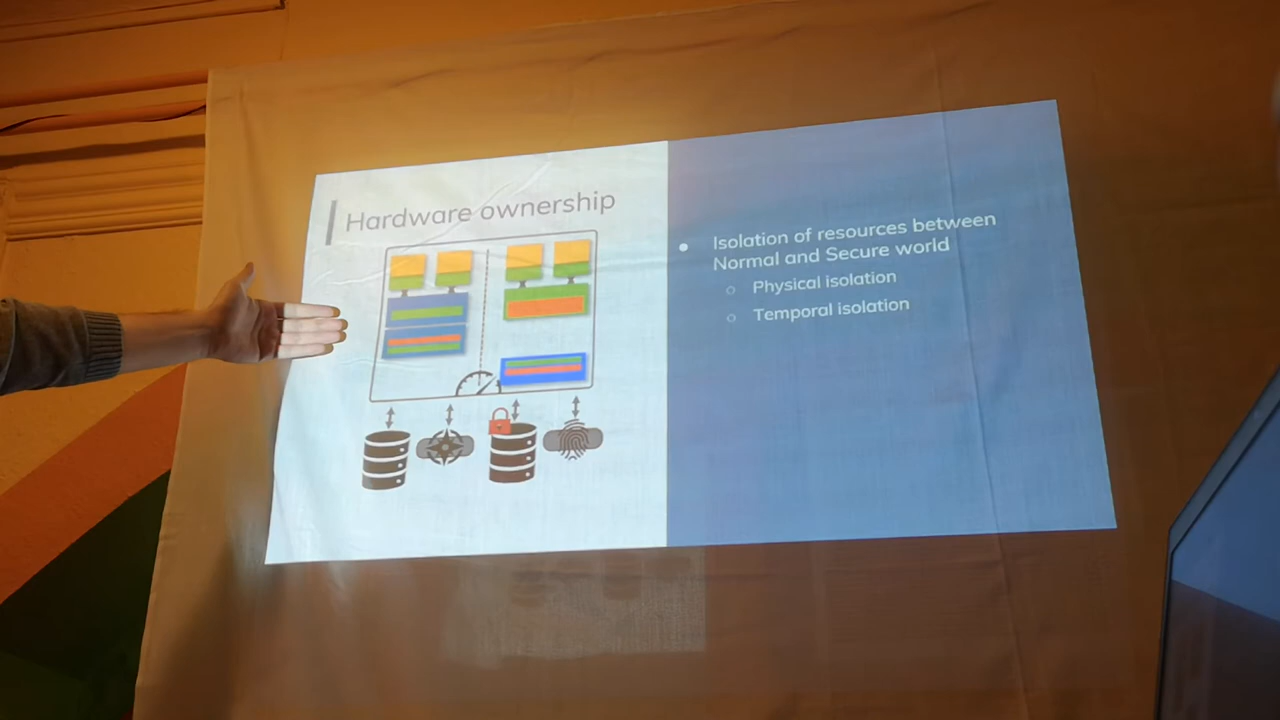 Hardware ownership
Isolation of resources between
Normal and Secure world
Physical isolation
Temporal isolation